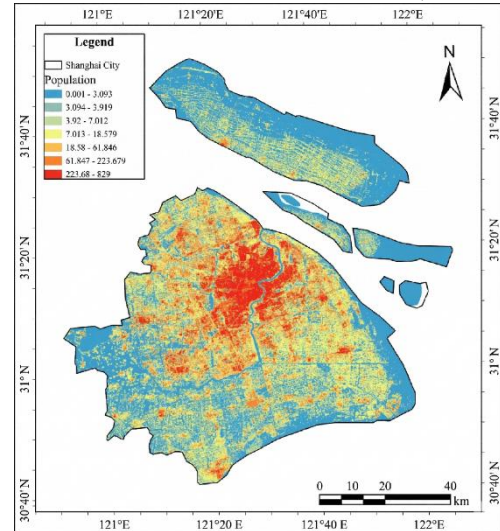 121°E 121°20′E 121°40′E 122°E
Legend
Shanghai City
Population
0.001 - 3.093
3.094 - 3.919
3.92 - 7.012
7.013 - 18.579
18.58 - 61.846
61.847 - 223.679
223.68 - 829
N
31°40′N 31°40′N
31°20′N 31°20′N
31°N 31°N
30°40′N 30°40′N
0 10 20 40
km
121°E 121°20′E 121°40′E 122°E